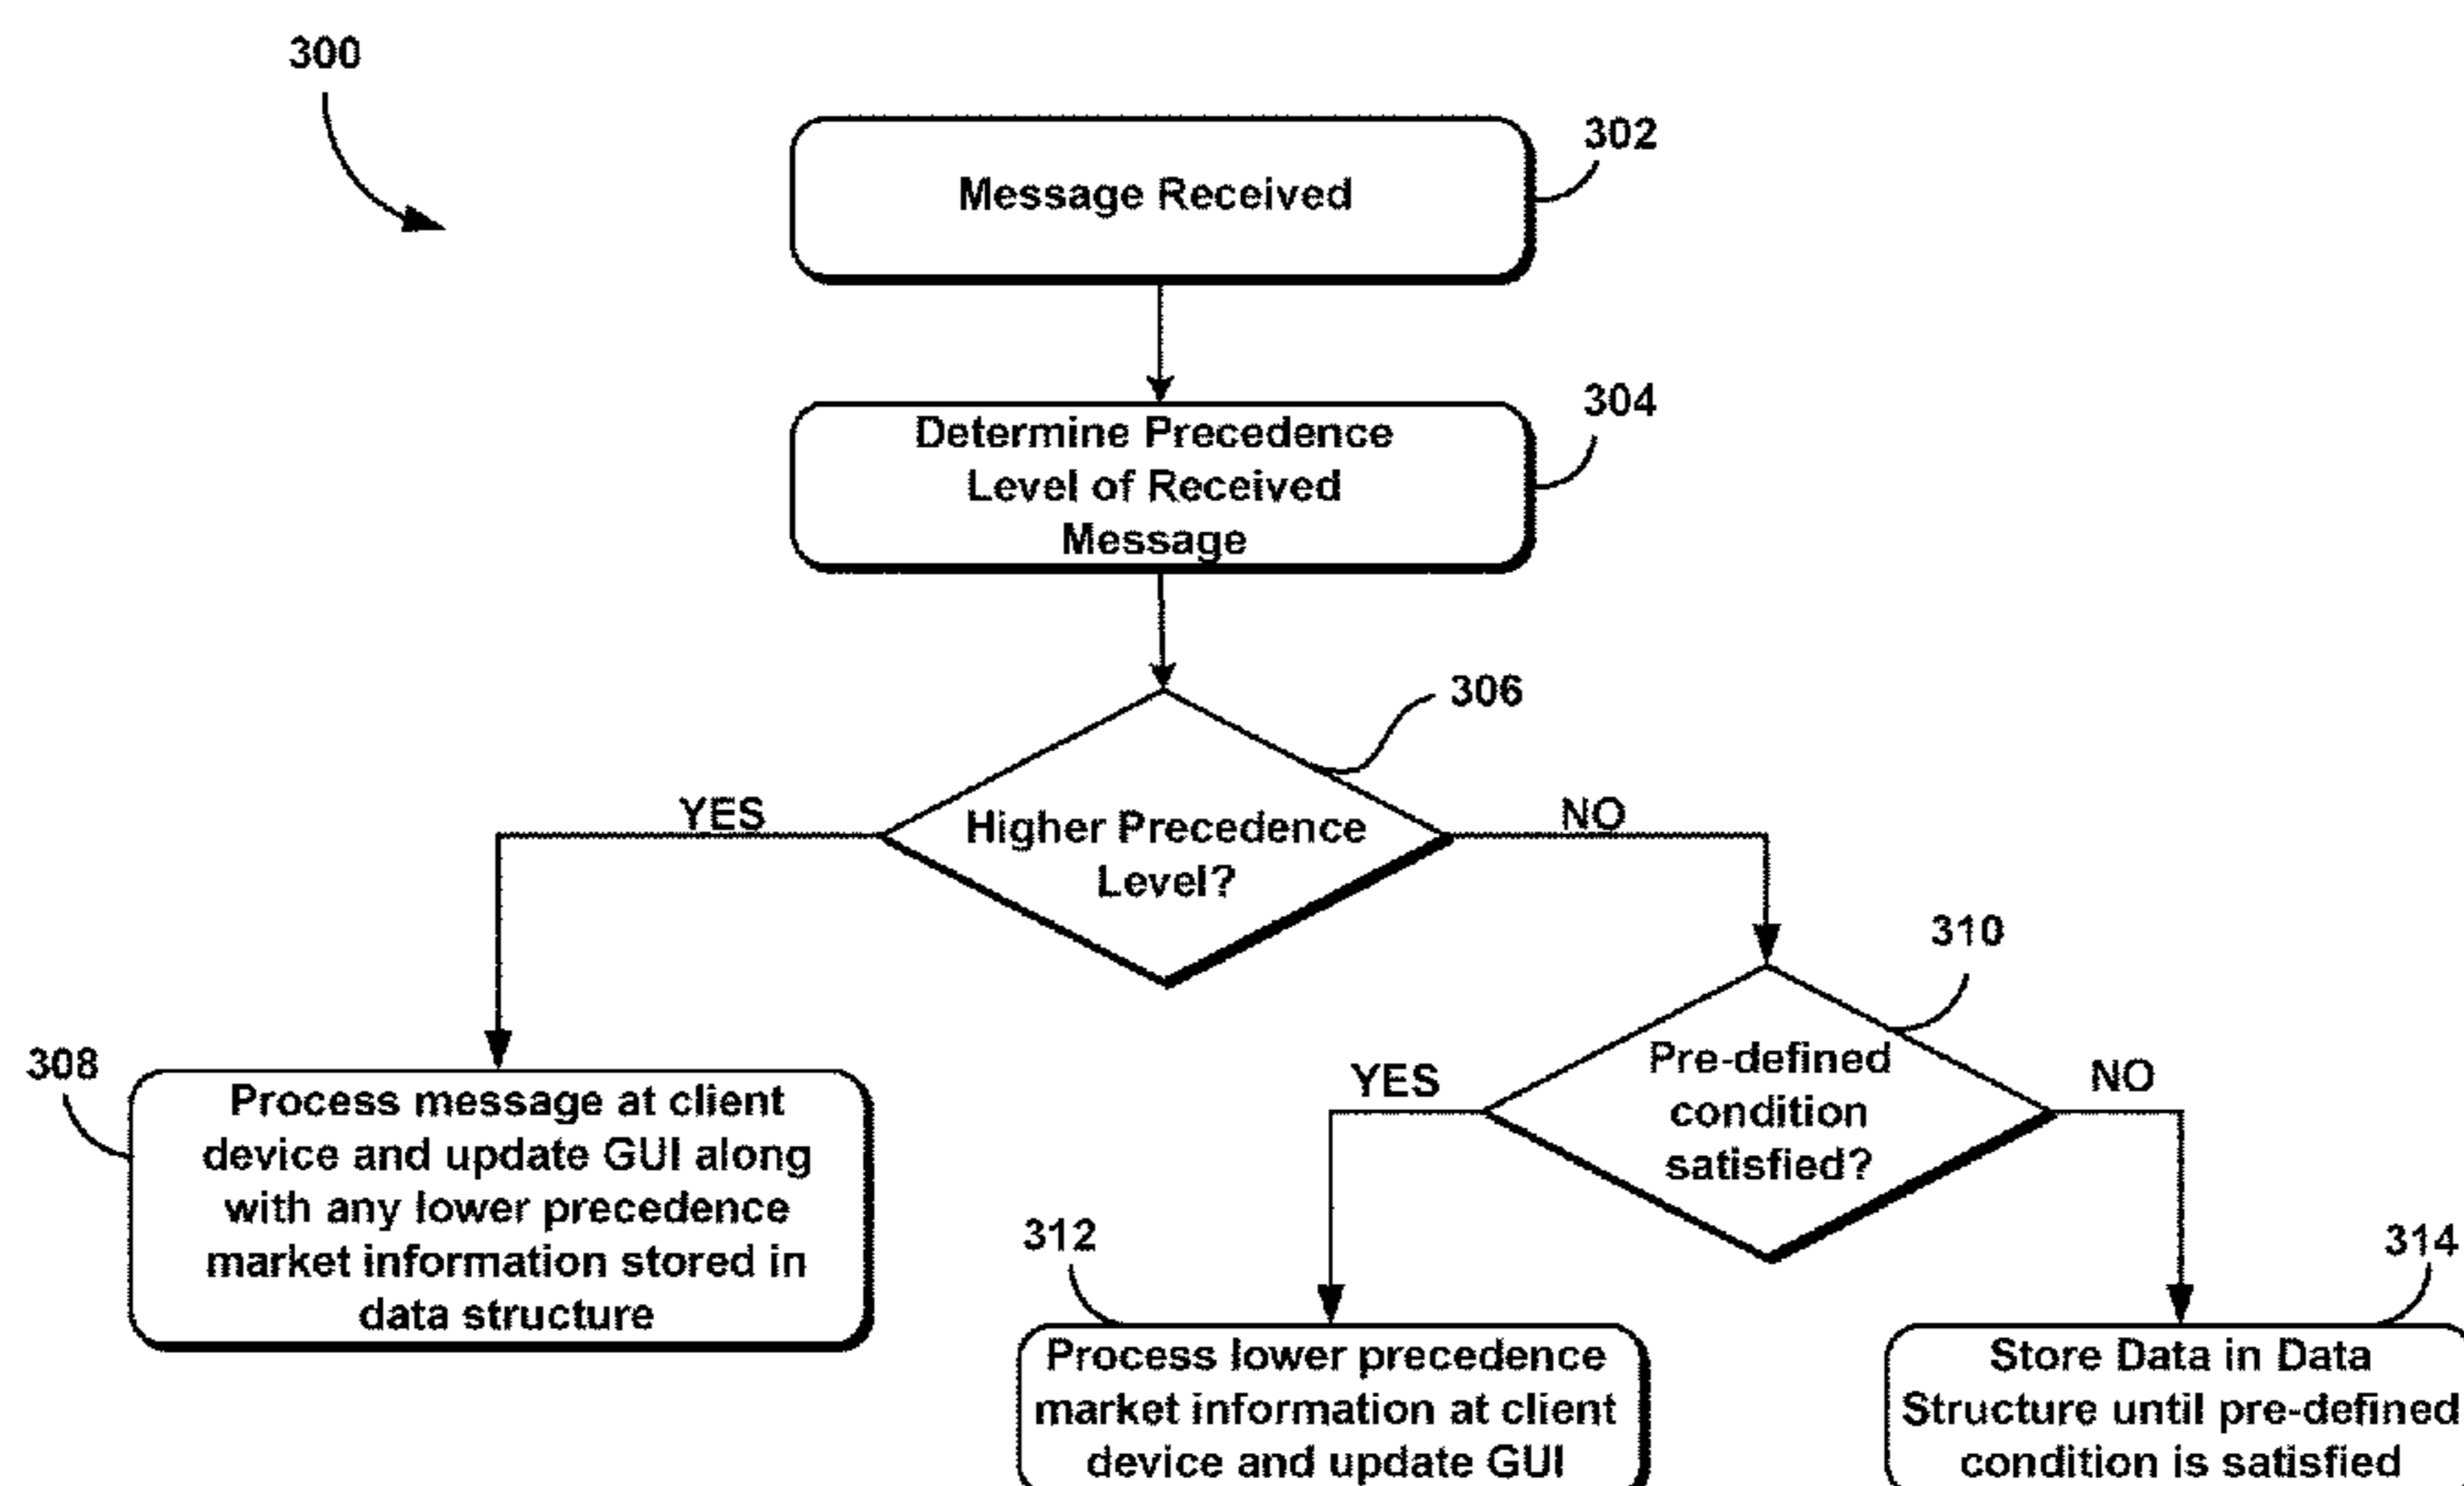 300
302
Message Received
304
Determine Precedence
Level of Received
Message
306
Higher Precedence
Level?
YES
NO
310
Pre-defined
condition
satisfied?
YES
NO
308
Process message at client
device and update GUI along
with any lower precedence
market information stored in
data structure
312
Process lower precedence
market information at client
device and update GUI
314
Store Data in Data
Structure until pre-defined
condition is satisfied